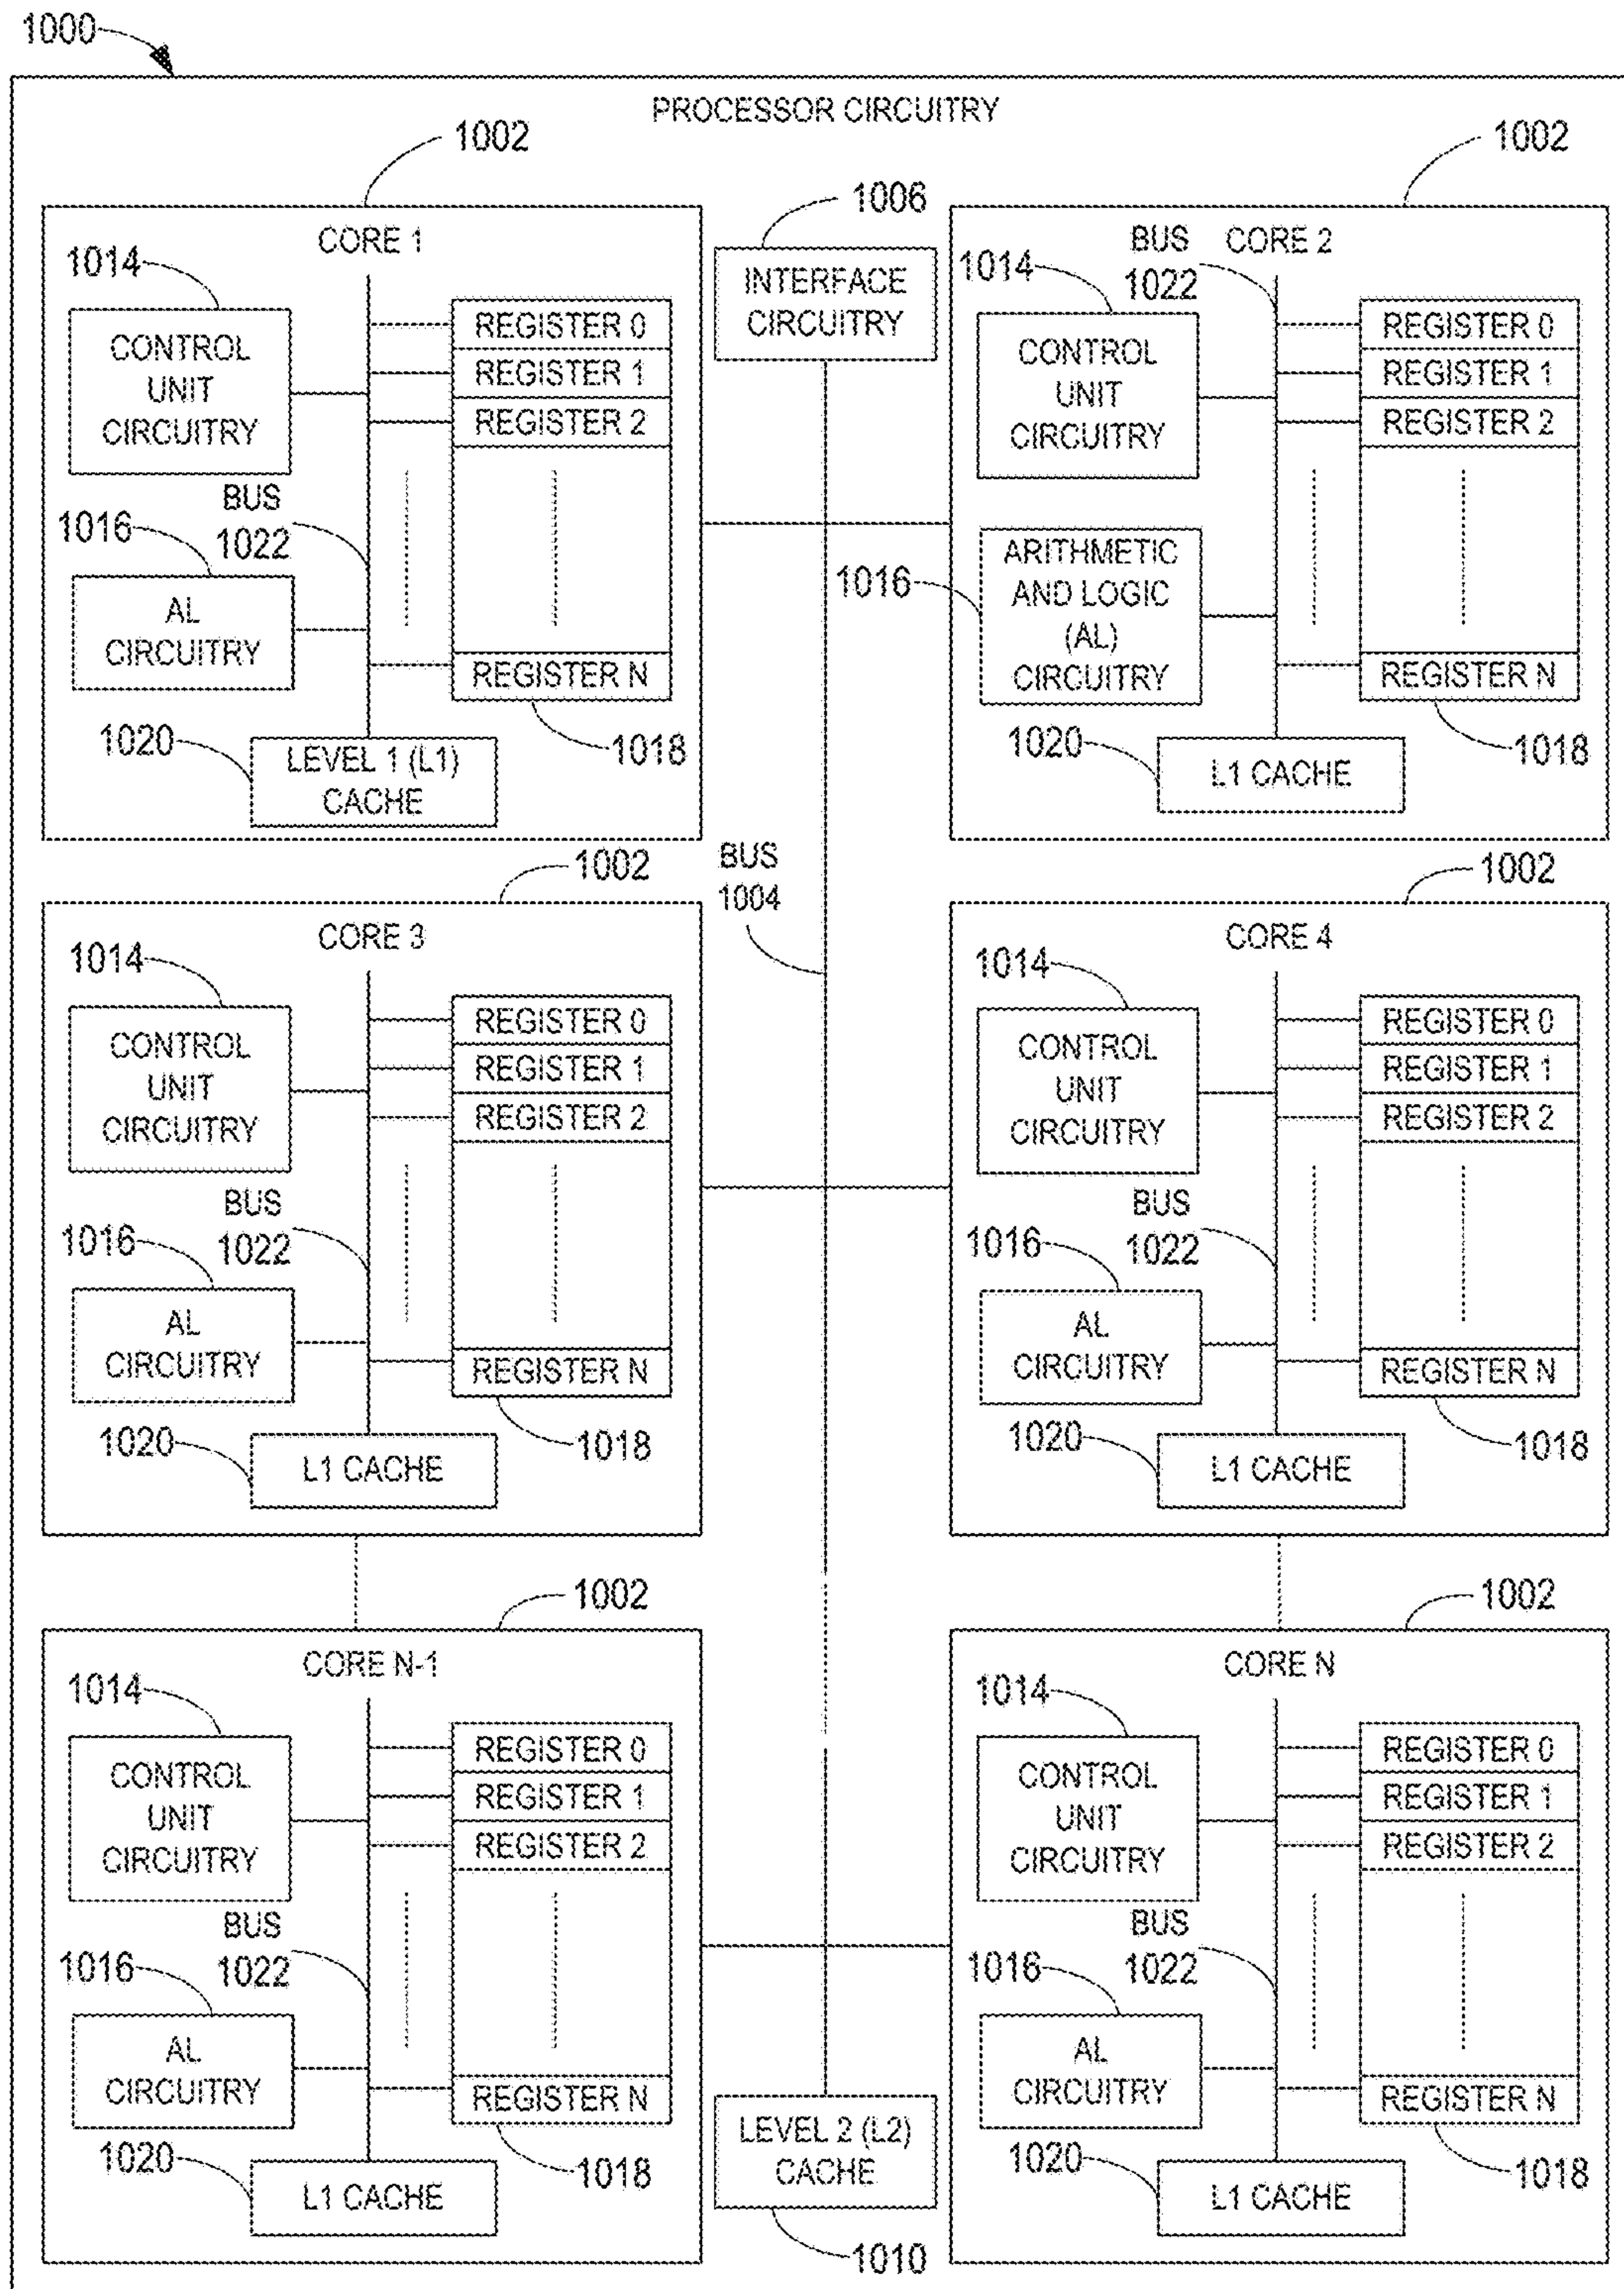 1000
PROCESSOR CIRCUITRY
1002
CORE 1
1014
CONTROL
UNIT
CIRCUITRY
REGISTER 0
REGISTER 1
REGISTER 2
BUS
1022
1016
AL
CIRCUITRY
REGISTER N
1018
1020
LEVEL 1 (L1)
CACHE
1006
INTERFACE
CIRCUITRY
1002
BUS
1022
CORE 2
1014
CONTROL
UNIT
CIRCUITRY
REGISTER 0
REGISTER 1
REGISTER 2
1016
ARITHMETIC
AND LOGIC
(AL)
CIRCUITRY
REGISTER N
1018
1020
L1 CACHE
BUS
1004
1002
CORE 3
1014
CONTROL
UNIT
CIRCUITRY
REGISTER 0
REGISTER 1
REGISTER 2
BUS
1022
1016
AL
CIRCUITRY
REGISTER N
1018
1020
L1 CACHE
1002
CORE 4
1014
CONTROL
UNIT
CIRCUITRY
REGISTER 0
REGISTER 1
REGISTER 2
BUS
1022
1016
AL
CIRCUITRY
REGISTER N
1018
1020
L1 CACHE
1002
CORE N-1
1014
CONTROL
UNIT
CIRCUITRY
REGISTER 0
REGISTER 1
REGISTER 2
BUS
1022
1016
AL
CIRCUITRY
REGISTER N
1018
1020
L1 CACHE
LEVEL 2 (L2)
CACHE
1010
1002
CORE N
1014
CONTROL
UNIT
CIRCUITRY
REGISTER 0
REGISTER 1
REGISTER 2
BUS
1022
1016
AL
CIRCUITRY
REGISTER N
1018
1020
L1 CACHE